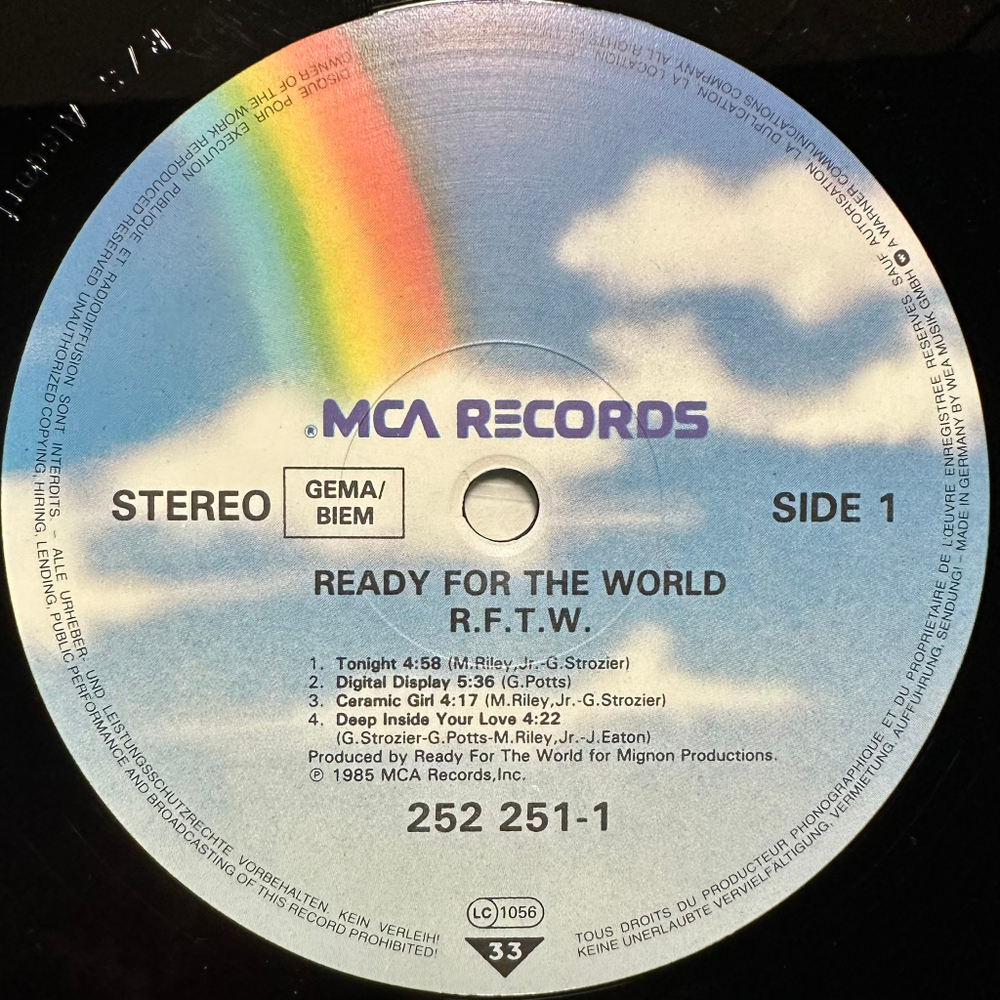 ® MCA RECORDS
STEREO
GEMA/
BIEM
SIDE 1
READY FOR THE WORLD
R.F.T.W.
1. Tonight 4:58 (M.Riley,Jr.-G.Strozier)
2. Digital Display 5:36 (G.Potts)
3. Ceramic Girl 4:17 (M.Riley,Jr.-G.Strozier)
4. Deep Inside Your Love 4:22
(G.Strozier-G.Potts-M.Riley,Jr.-J.Eaton)
Produced by Ready For The World for Mignon Productions.
℗ 1985 MCA Records,Inc.
252 251-1
LC 1056
33
TOUS DROITS DU PRODUCTEUR PHONOGRAPHIQUE ET DU PROPRIETAIRE DE L'ŒUVRE ENREGISTREE RESERVES. SAUF AUTORISATION, LA DUPLICATION, LA LOCATION, DISQUE POUR EXECUTION PUBLIQUE ET RADIODIFFUSION SONT INTERDITS. – ALLE URHEBER- UND LEISTUNGSSCHUTZRECHTE VORBEHALTEN. KEIN VERLEIH!
KEINE UNERLAUBTE VERVIELFÄLTIGUNG, VERMIETUNG, AUFFÜHRUNG, SENDUNG! – MADE IN GERMANY BY WEA MUSIK GMBH A WARNER COMMUNICATIONS COMPANY ALL RIGHTS OWNER OF THE WORK REPRODUCED RESERVED UNAUTHORIZED COPYING, HIRING, LENDING, PUBLIC PERFORMANCE AND BROADCASTING OF THIS RECORD PROHIBITED!
R/S Alsdorf